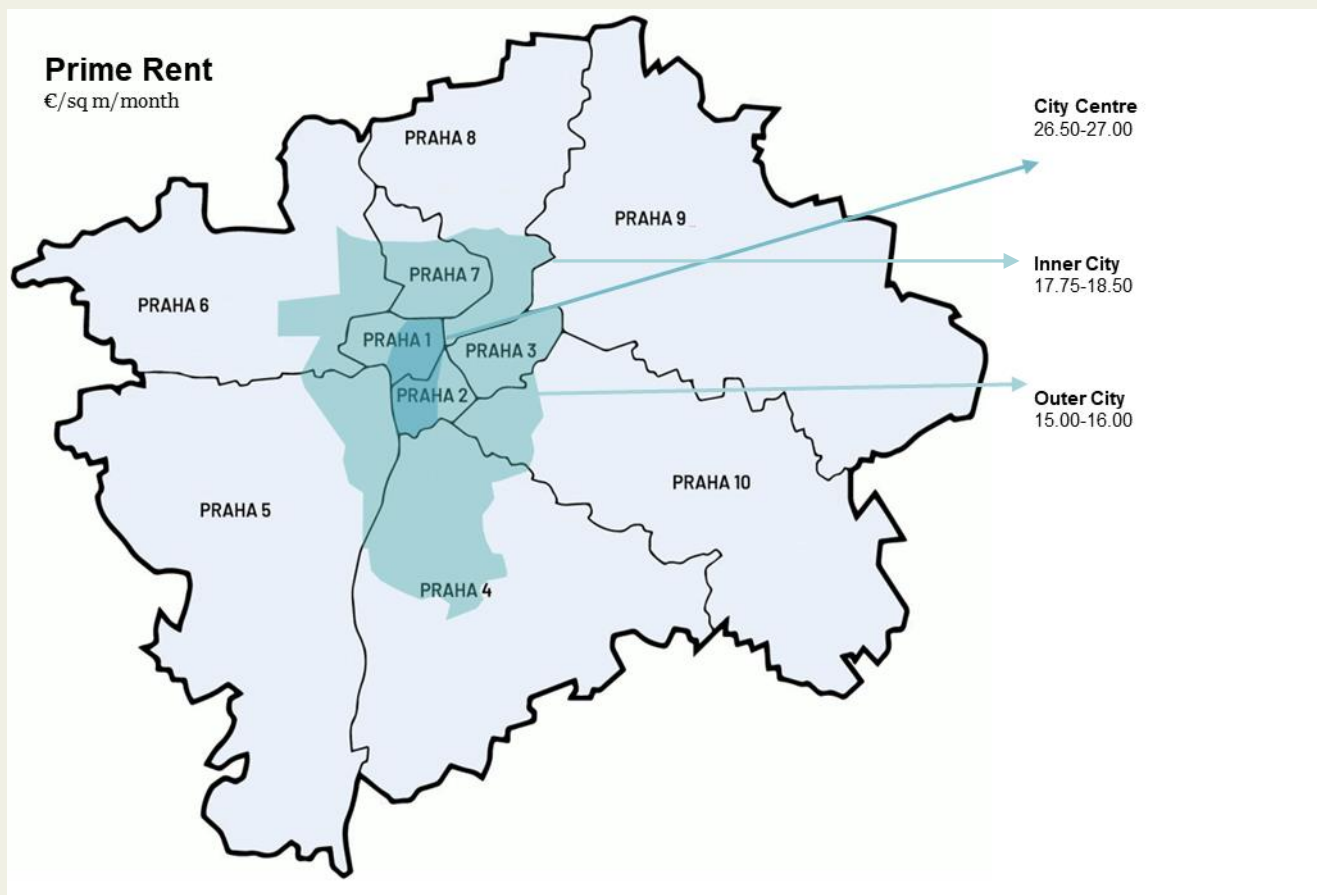 Prime Rent
€/sq m/month
PRAHA 8
City Centre
26.50-27.00
PRAHA 9
PRAHA 7
Inner City
17.75-18.50
PRAHA 6
PRAHA 1
PRAHA 3
PRAHA 2
Outer City
15.00-16.00
PRAHA 10
PRAHA 5
PRAHA 4